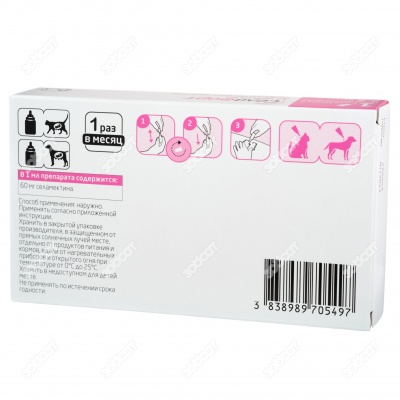 1 раз
в месяц
1
2
3
В 1 мл препарата содержится:
60 мг селамектина.
Способ применения: наружно.
Применять согласно приложенной
инструкции.
Хранить в закрытой упаковке
производителя, в защищенном от
прямых солнечных лучей месте,
отдельно от продуктов питания и
кормов, вдали от нагревательных
приборов и открытого огня при
температуре от 0°С до 25°С.
Хранить в недоступном для детей
месте.
Не применять по истечении срока
годности.
3 838989 705497